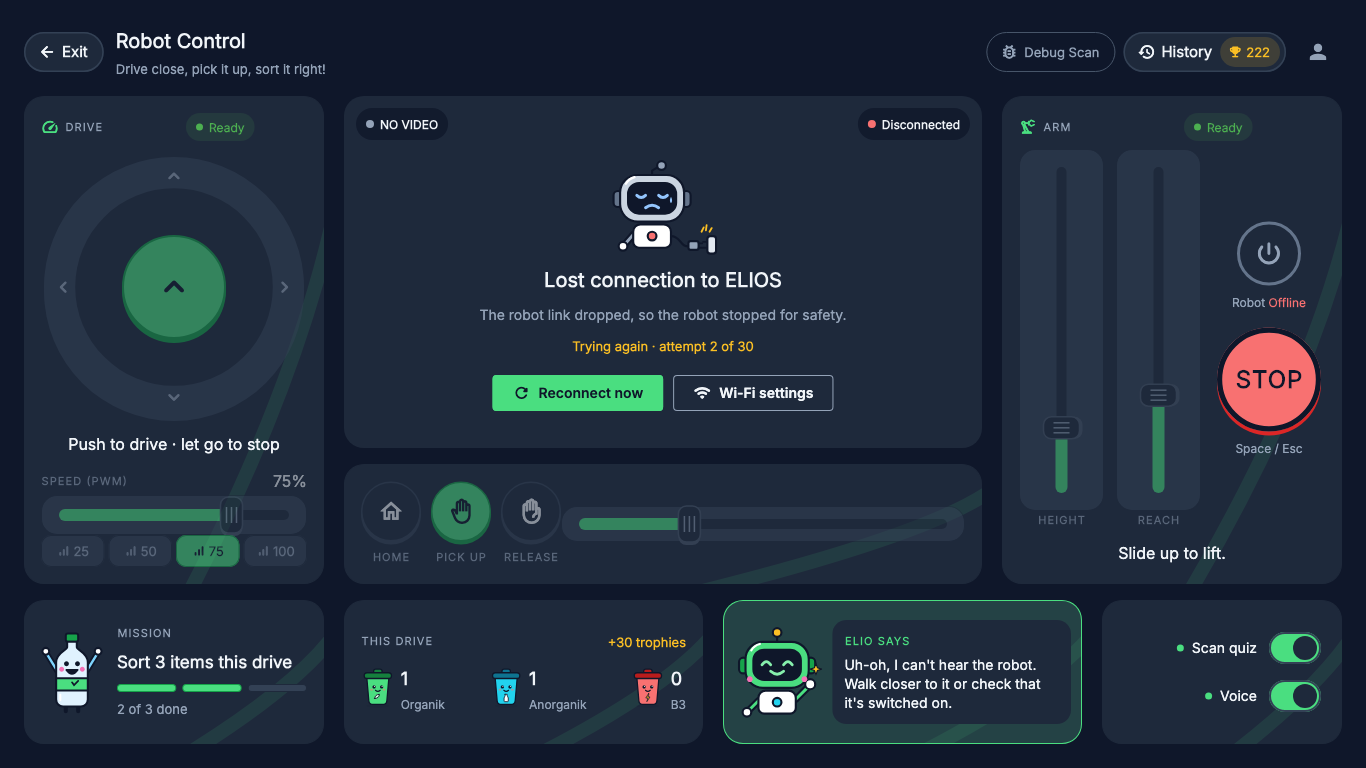 Exit
Robot Control
Drive close, pick it up, sort it right!
Debug Scan
History
222
DRIVE
Ready
Push to drive · let go to stop
SPEED (PWM)
75%
25
50
75
100
NO VIDEO
Disconnected
Lost connection to ELIOS
The robot link dropped, so the robot stopped for safety.
Trying again · attempt 2 of 30
Reconnect now
Wi-Fi settings
HOME
PICK UP
RELEASE
ARM
Ready
HEIGHT
REACH
Robot Offline
STOP
Space / Esc
Slide up to lift.
MISSION
Sort 3 items this drive
2 of 3 done
THIS DRIVE
+30 trophies
1
Organik
1
Anorganik
0
B3
ELIO SAYS
Uh-oh, I can't hear the robot.
Walk closer to it or check that
it's switched on.
Scan quiz
Voice